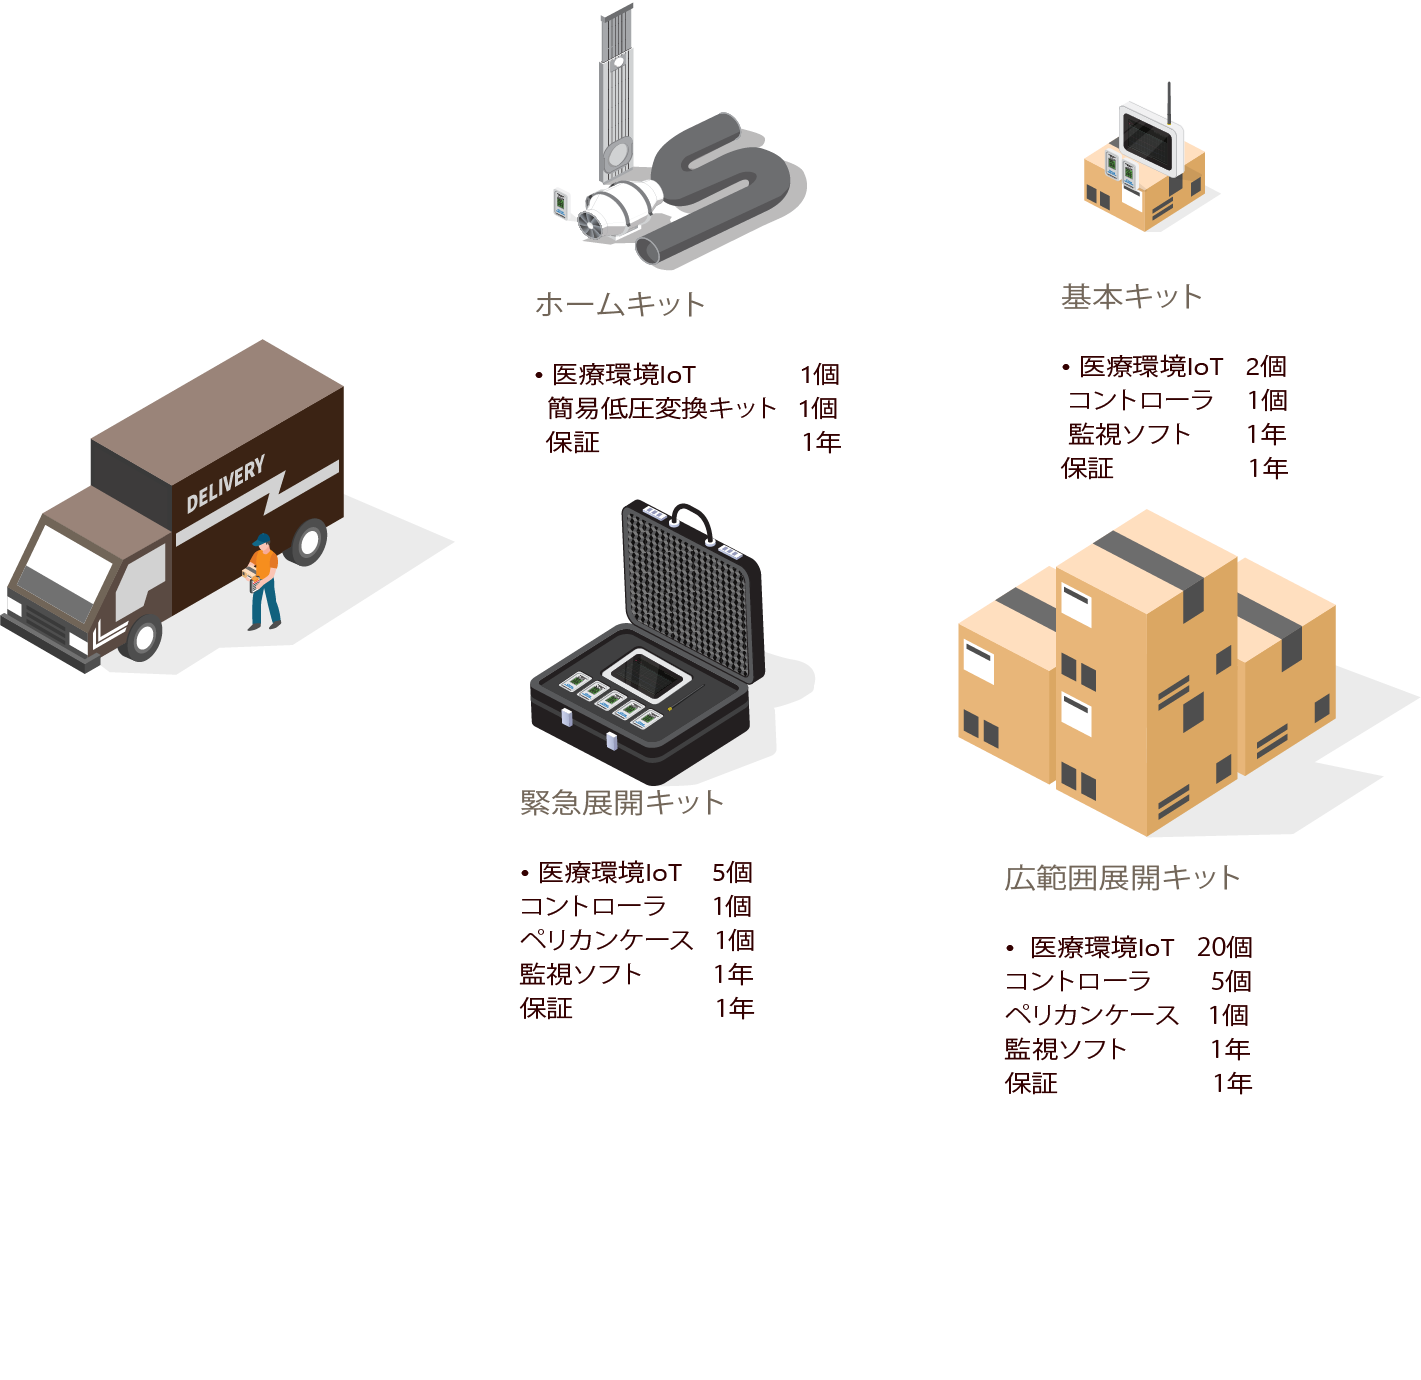 ホームキット
• 医療環境IoT 1個
簡易低圧変換キット 1個
保証 1年
基本キット
• 医療環境IoT 2個
コントローラ 1個
監視ソフト 1年
保証 1年
DELIVERY
緊急展開キット
• 医療環境IoT 5個
コントローラ 1個
ペリカンケース 1個
監視ソフト 1年
保証 1年
広範囲展開キット
• 医療環境IoT 20個
コントローラ 5個
ペリカンケース 1個
監視ソフト 1年
保証 1年